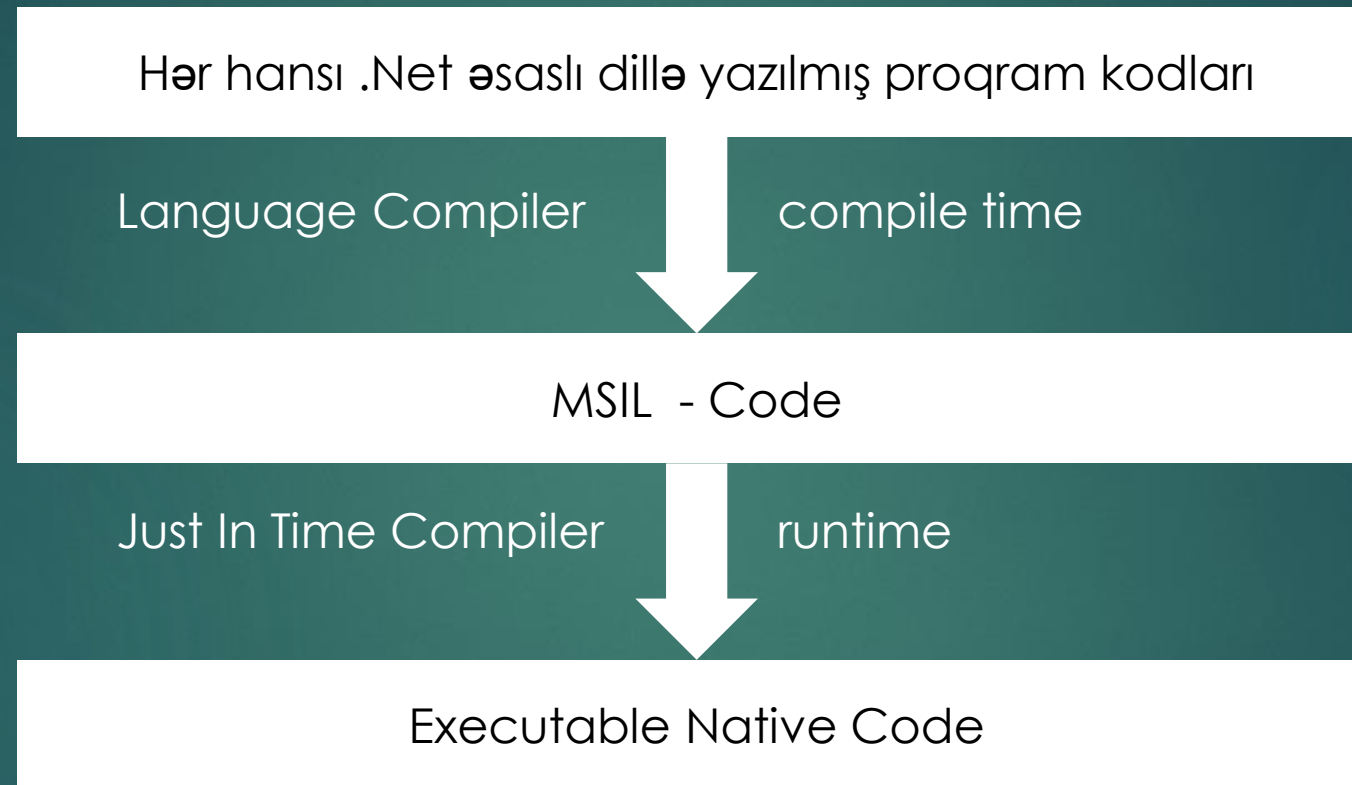 Hər hansı .Net əsaslı dillə yazılmış proqram kodları
Language Compiler compile time
MSIL - Code
Just In Time Compiler runtime
Executable Native Code